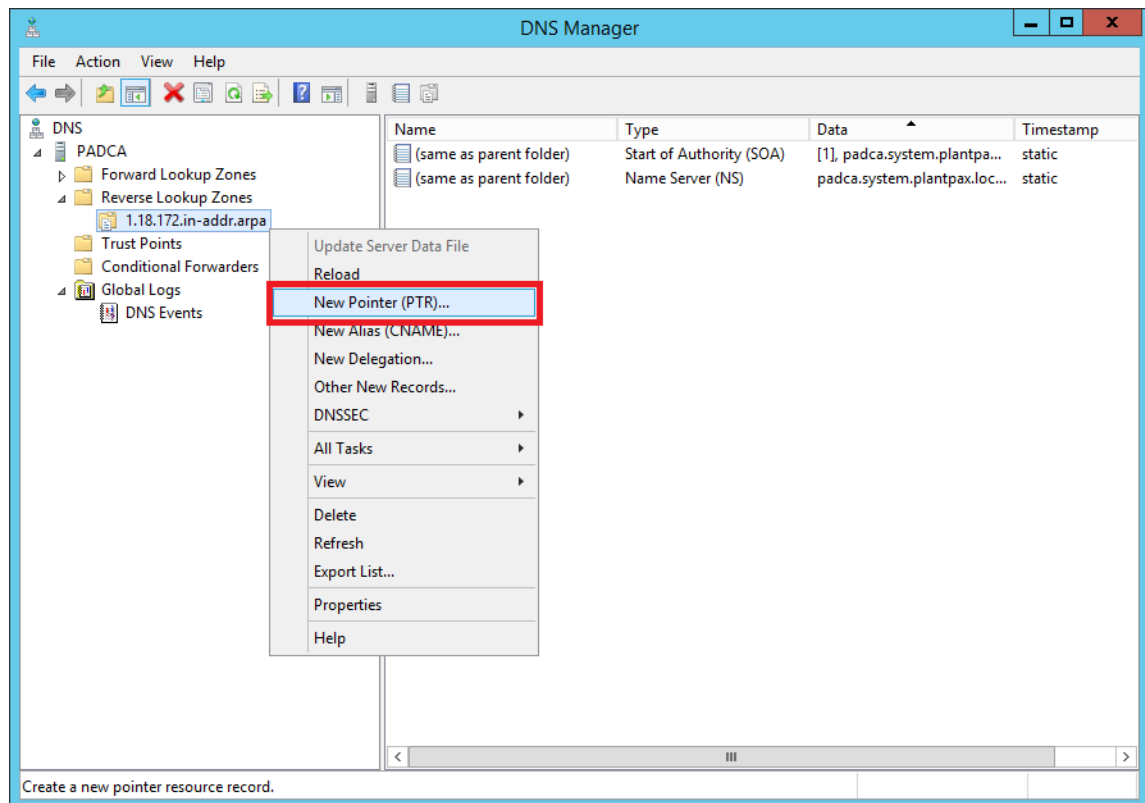 DNS Manager
File Action View Help
DNS
PADCA
Forward Lookup Zones
Reverse Lookup Zones
1.18.172.in-addr.arpa
Trust Points
Conditional Forwarders
Global Logs
DNS Events
Name Type Data Timestamp
(same as parent folder) Start of Authority (SOA) [1], padca.system.plantpa... static
(same as parent folder) Name Server (NS) padca.system.plantpax.loc... static
Update Server Data File
Reload
New Pointer (PTR)...
New Alias (CNAME)...
New Delegation...
Other New Records...
DNSSEC
All Tasks
View
Delete
Refresh
Export List...
Properties
Help
Create a new pointer resource record.